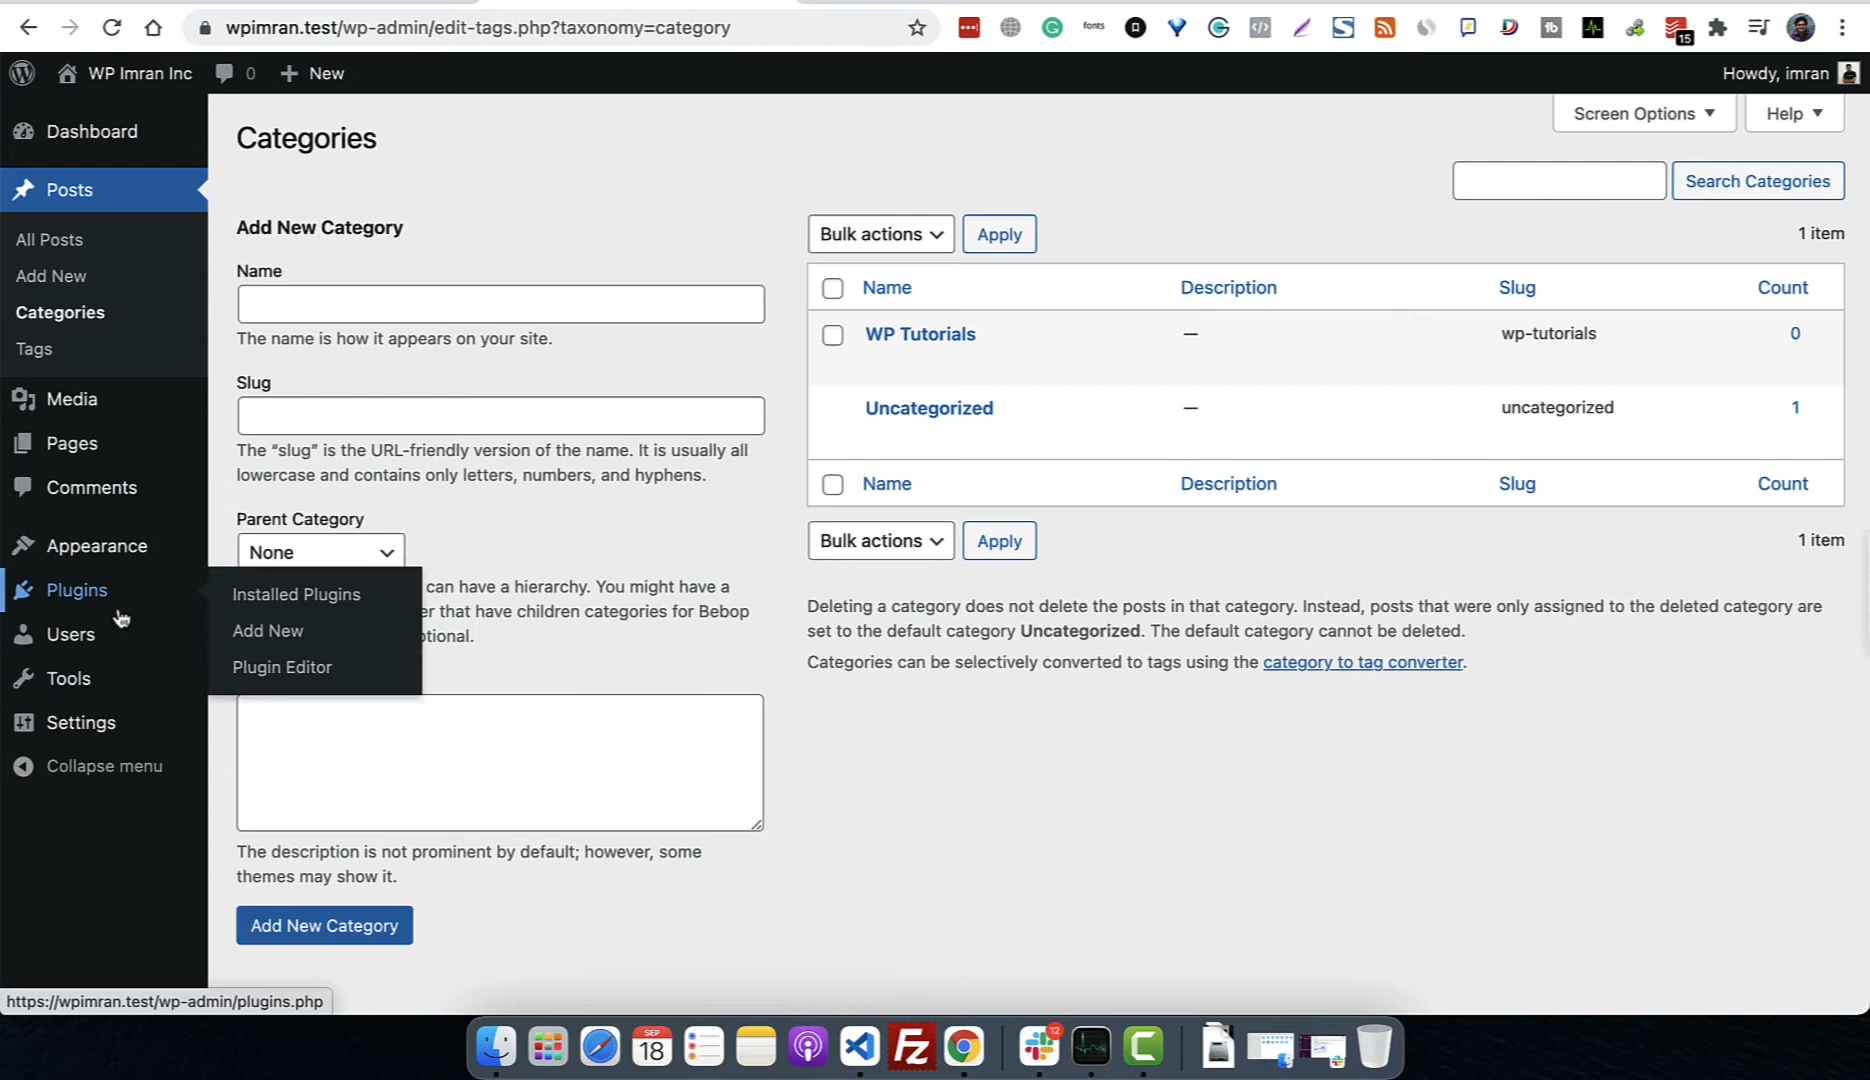 wpimran.test/wp-admin/edit-tags.php?taxonomy=category
fonts
15
WP Imran Inc
0
New
Howdy, imran
Dashboard
Posts
All Posts
Add New
Categories
Tags
Media
Pages
Comments
Appearance
Plugins
Users
Tools
Settings
Collapse menu
Installed Plugins
Add New
Plugin Editor
Categories
Screen Options
Help
Search Categories
Add New Category
Name
The name is how it appears on your site.
Slug
The “slug” is the URL-friendly version of the name. It is usually all
lowercase and contains only letters, numbers, and hyphens.
Parent Category
None
can have a hierarchy. You might have a
er that have children categories for Bebop
otional.
The description is not prominent by default; however, some
themes may show it.
Add New Category
Bulk actions
Apply
1 item
Name Description Slug Count
WP Tutorials — wp-tutorials 0
Uncategorized — uncategorized 1
Name Description Slug Count
Bulk actions
Apply
1 item
Deleting a category does not delete the posts in that category. Instead, posts that were only assigned to the deleted category are
set to the default category Uncategorized. The default category cannot be deleted.
Categories can be selectively converted to tags using the category to tag converter.
https://wpimran.test/wp-admin/plugins.php
SEP
18
FZ
12